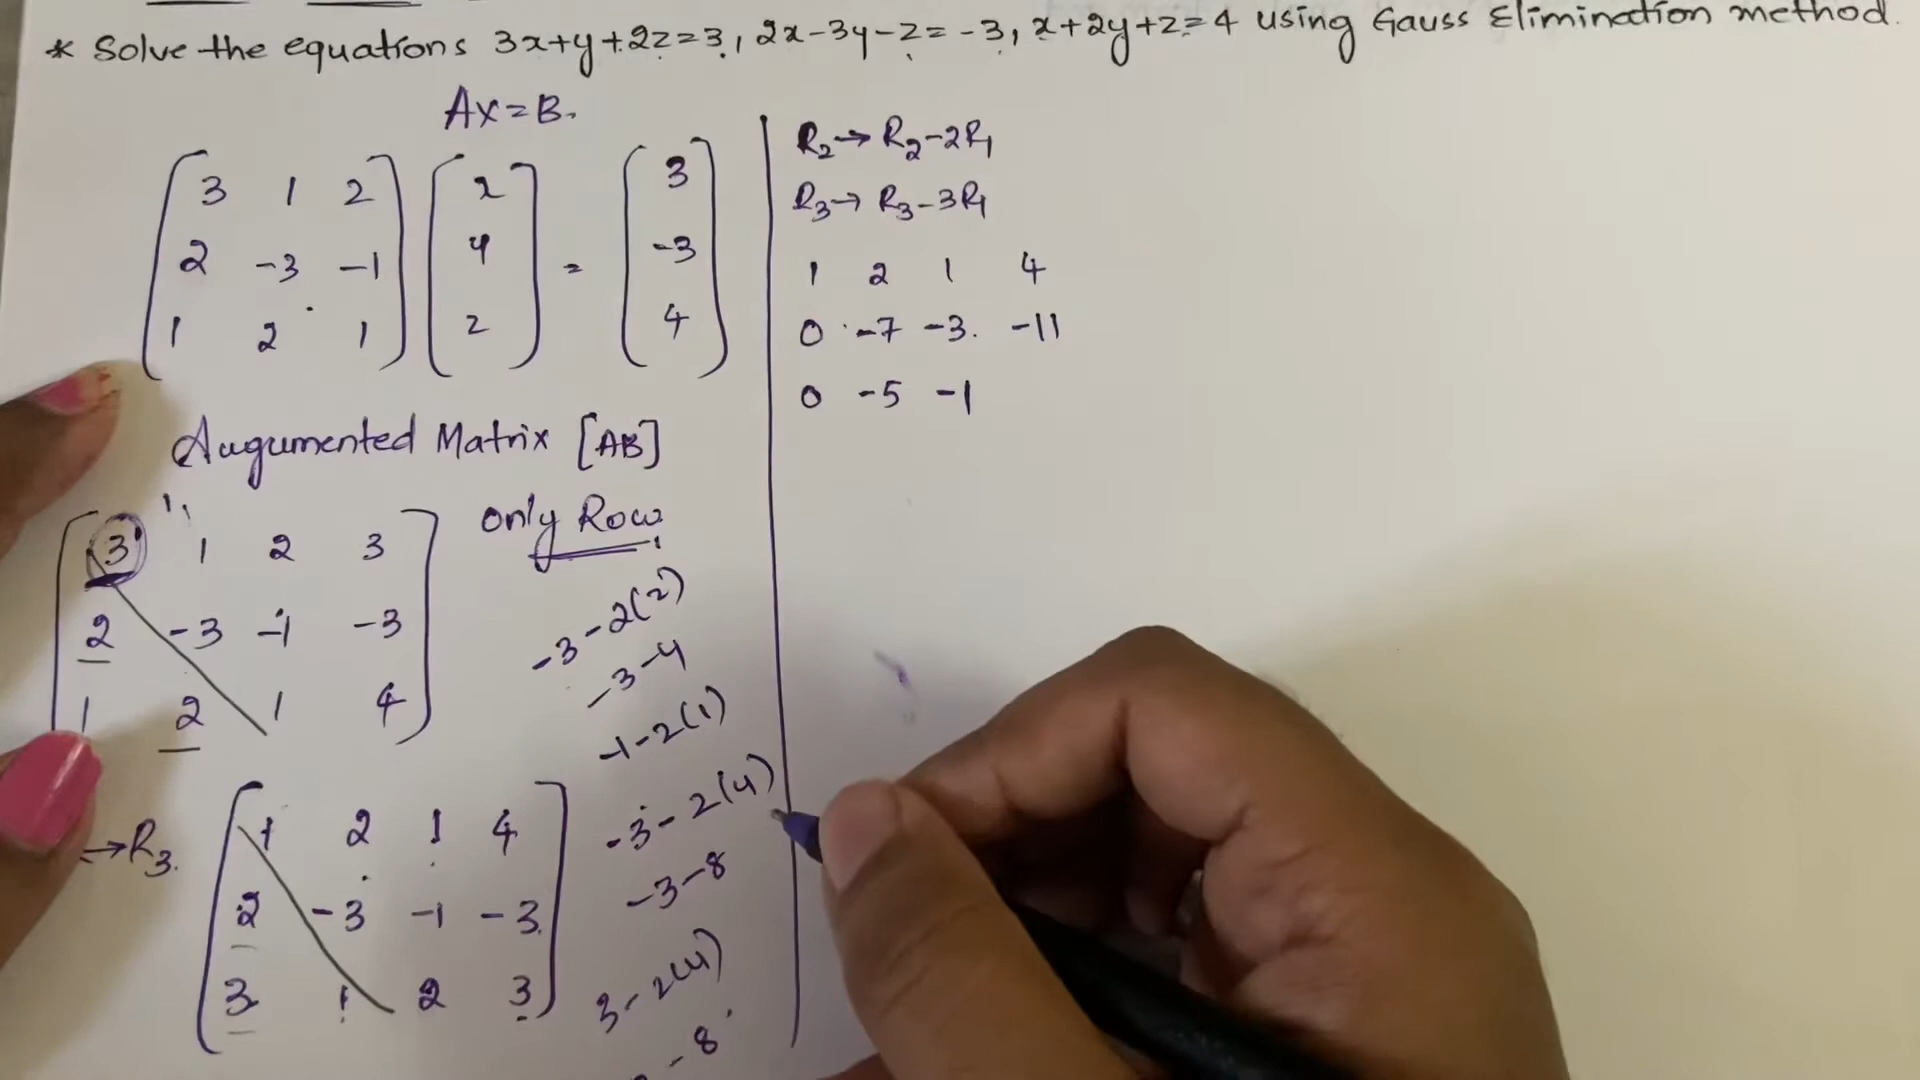 * Solve the equations 3x+y+2z=3, 2x-3y-z=-3, x+2y+z=4 using Gauss Elimination method.
AX=B.
3 1 2 x 3
2 -3 -1 y = -3
1 2 1 z 4
Augumented Matrix [AB]
3 1 2 3
2 -3 -1 -3
1 2 1 4
only Row
-3-2(2)
-3-4
-1-2(1)
→R3.
1 2 1 4
2 -3 -1 -3
3 1 2 3
-3-2(4)
-3-8
3-2(4)
-8
R2→R2-2R1
R3→R3-3R1
1 2 1 4
0 -7 -3 -11
0 -5 -1